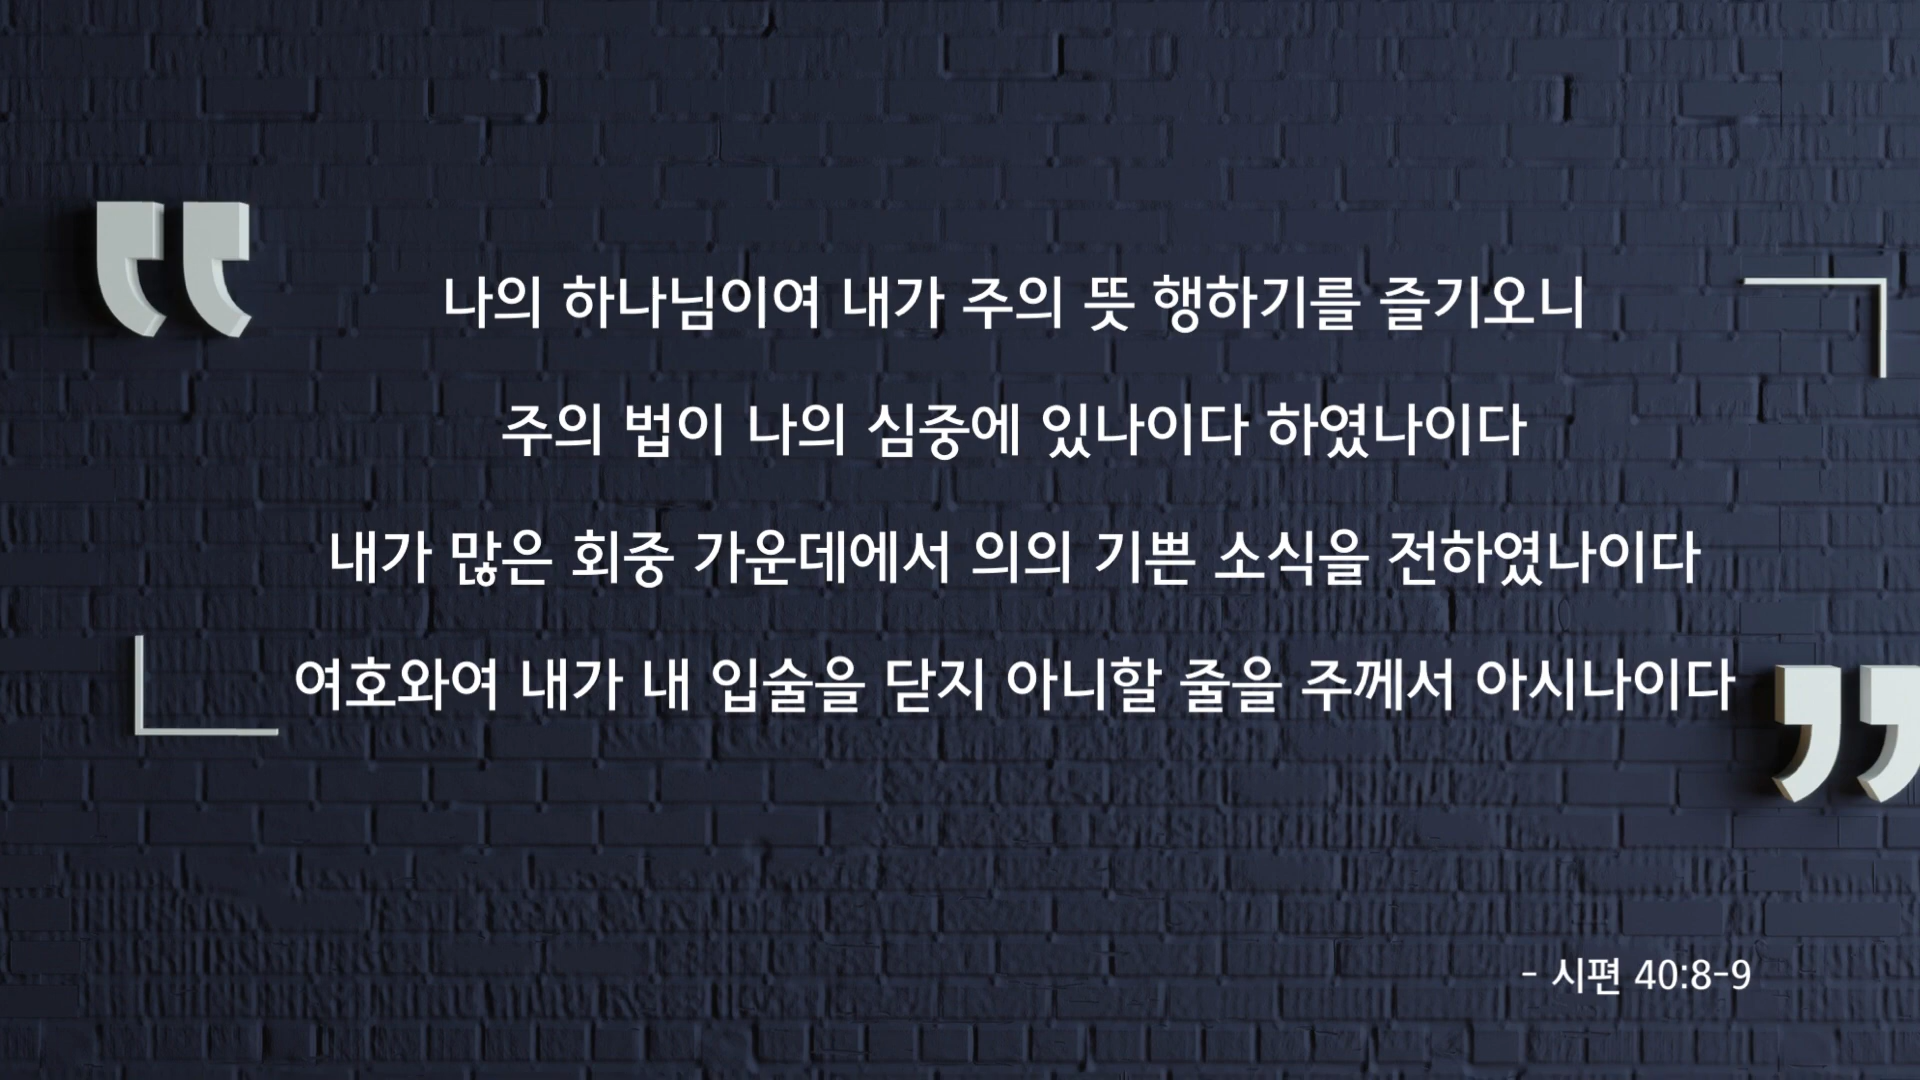 나의 하나님이여 내가 주의 뜻 행하기를 즐기오니
주의 법이 나의 심중에 있나이다 하였나이다
내가 많은 회중 가운데에서 의의 기쁜 소식을 전하였나이다
여호와여 내가 내 입술을 닫지 아니할 줄을 주께서 아시나이다
- 시편 40:8-9